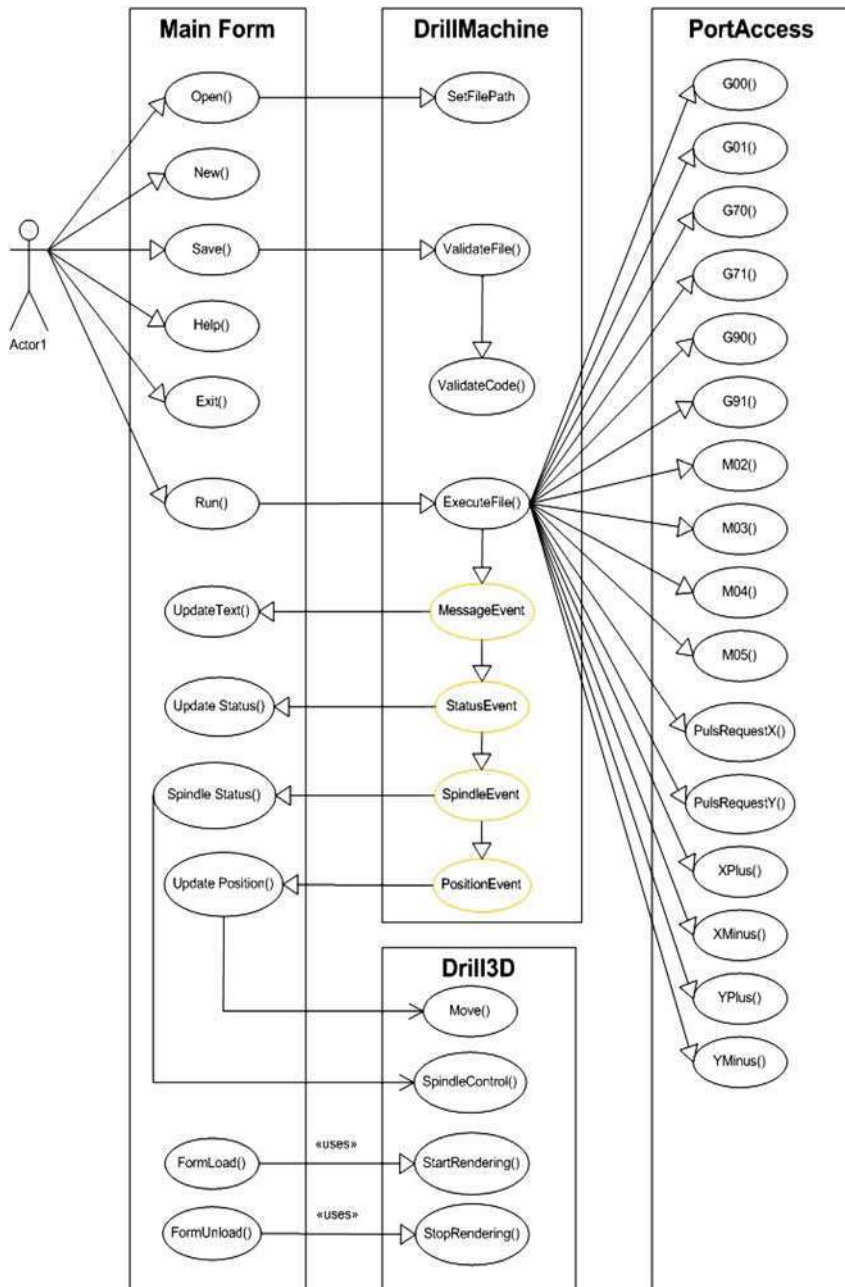 Main Form
Open()
New()
Save()
Help()
Exit()
Run()
UpdateText()
Update Status()
Spindle Status()
Update Position()
FormLoad()
FormUnload()
Actor1
«uses»
«uses»
DrillMachine
SetFilePath
ValidateFile()
ValidateCode()
ExecuteFile()
MessageEvent
StatusEvent
SpindleEvent
PositionEvent
Drill3D
Move()
SpindleControl()
StartRendering()
StopRendering()
PortAccess
G00()
G01()
G70()
G71()
G90()
G91()
M02()
M03()
M04()
M05()
PulsRequestX()
PulsRequestY()
XPlus()
XMinus()
YPlus()
YMinus()